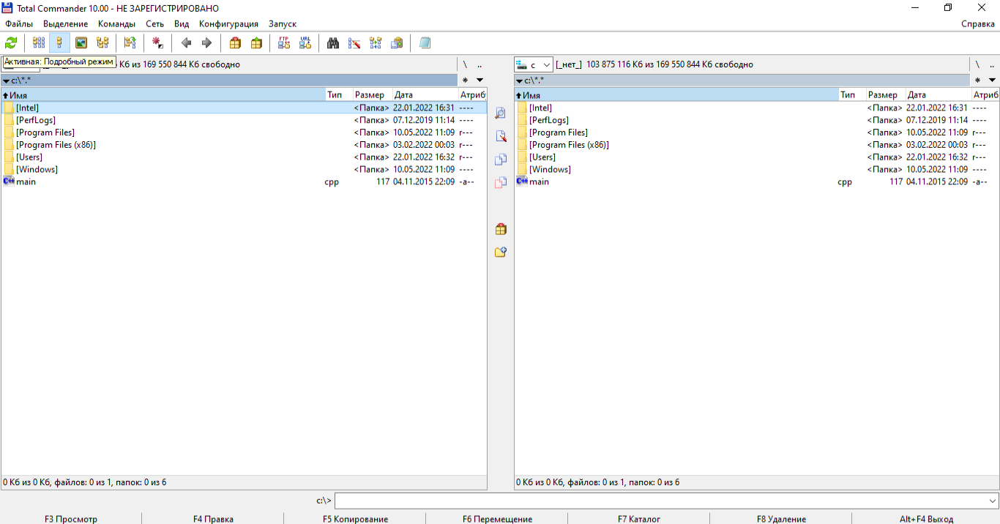 Total Commander 10.00 - НЕ ЗАРЕГИСТРИРОВАНО
Файлы Выделение Команды Сеть Вид Конфигурация Запуск Справка
FTP URL
Активная: Подробный режим Кб из 169 550 844 Кб свободно \ ..
c [_нет_] 103 875 116 Кб из 169 550 844 Кб свободно \ ..
c:\*.* * 
Имя Тип Размер Дата Атриб
[Intel] <Папка> 22.01.2022 16:31 ----
[PerfLogs] <Папка> 07.12.2019 11:14 ----
[Program Files] <Папка> 10.05.2022 11:09 r---
[Program Files (x86)] <Папка> 03.02.2022 00:03 r---
[Users] <Папка> 22.01.2022 16:32 r---
[Windows] <Папка> 10.05.2022 11:09 ----
C++ main cpp 117 04.11.2015 22:09 -a--
0 Кб из 0 Кб, файлов: 0 из 1, папок: 0 из 6
c:\*.* *
Имя Тип Размер Дата Атриб
[Intel] <Папка> 22.01.2022 16:31 ----
[PerfLogs] <Папка> 07.12.2019 11:14 ----
[Program Files] <Папка> 10.05.2022 11:09 r---
[Program Files (x86)] <Папка> 03.02.2022 00:03 r---
[Users] <Папка> 22.01.2022 16:32 r---
[Windows] <Папка> 10.05.2022 11:09 ----
C++ main cpp 117 04.11.2015 22:09 -a--
0 Кб из 0 Кб, файлов: 0 из 1, папок: 0 из 6
c:\>
F3 Просмотр F4 Правка F5 Копирование F6 Перемещение F7 Каталог F8 Удаление Alt+F4 Выход